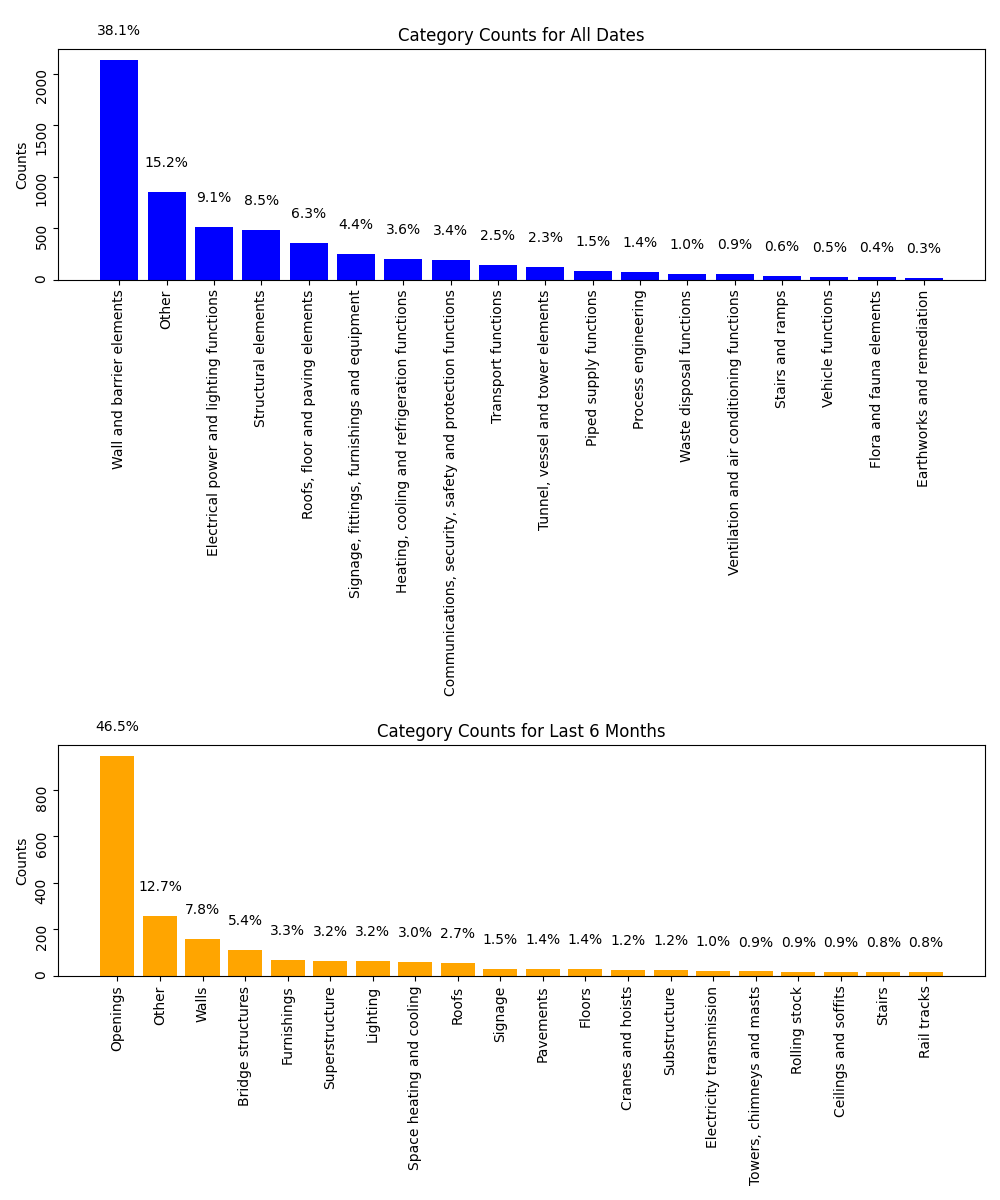 38.1%
Category Counts for All Dates
15.2%
9.1%
8.5%
6.3%
4.4%
3.6%
3.4%
2.5%
2.3%
1.5%
1.4%
1.0%
0.9%
0.6%
0.5%
0.4%
0.3%
Counts
2000
1500
1000
500
0
Wall and barrier elements
Other
Electrical power and lighting functions
Structural elements
Roofs, floor and paving elements
Signage, fittings, furnishings and equipment
Heating, cooling and refrigeration functions
Communications, security, safety and protection functions
Transport functions
Tunnel, vessel and tower elements
Piped supply functions
Process engineering
Waste disposal functions
Ventilation and air conditioning functions
Stairs and ramps
Vehicle functions
Flora and fauna elements
Earthworks and remediation
46.5%
Category Counts for Last 6 Months
12.7%
7.8%
5.4%
3.3%
3.2%
3.2%
3.0%
2.7%
1.5%
1.4%
1.4%
1.2%
1.2%
1.0%
0.9%
0.9%
0.9%
0.8%
0.8%
Counts
800
600
400
200
0
Openings
Other
Walls
Bridge structures
Furnishings
Superstructure
Lighting
Space heating and cooling
Roofs
Signage
Pavements
Floors
Cranes and hoists
Substructure
Electricity transmission
Towers, chimneys and masts
Rolling stock
Ceilings and soffits
Stairs
Rail tracks